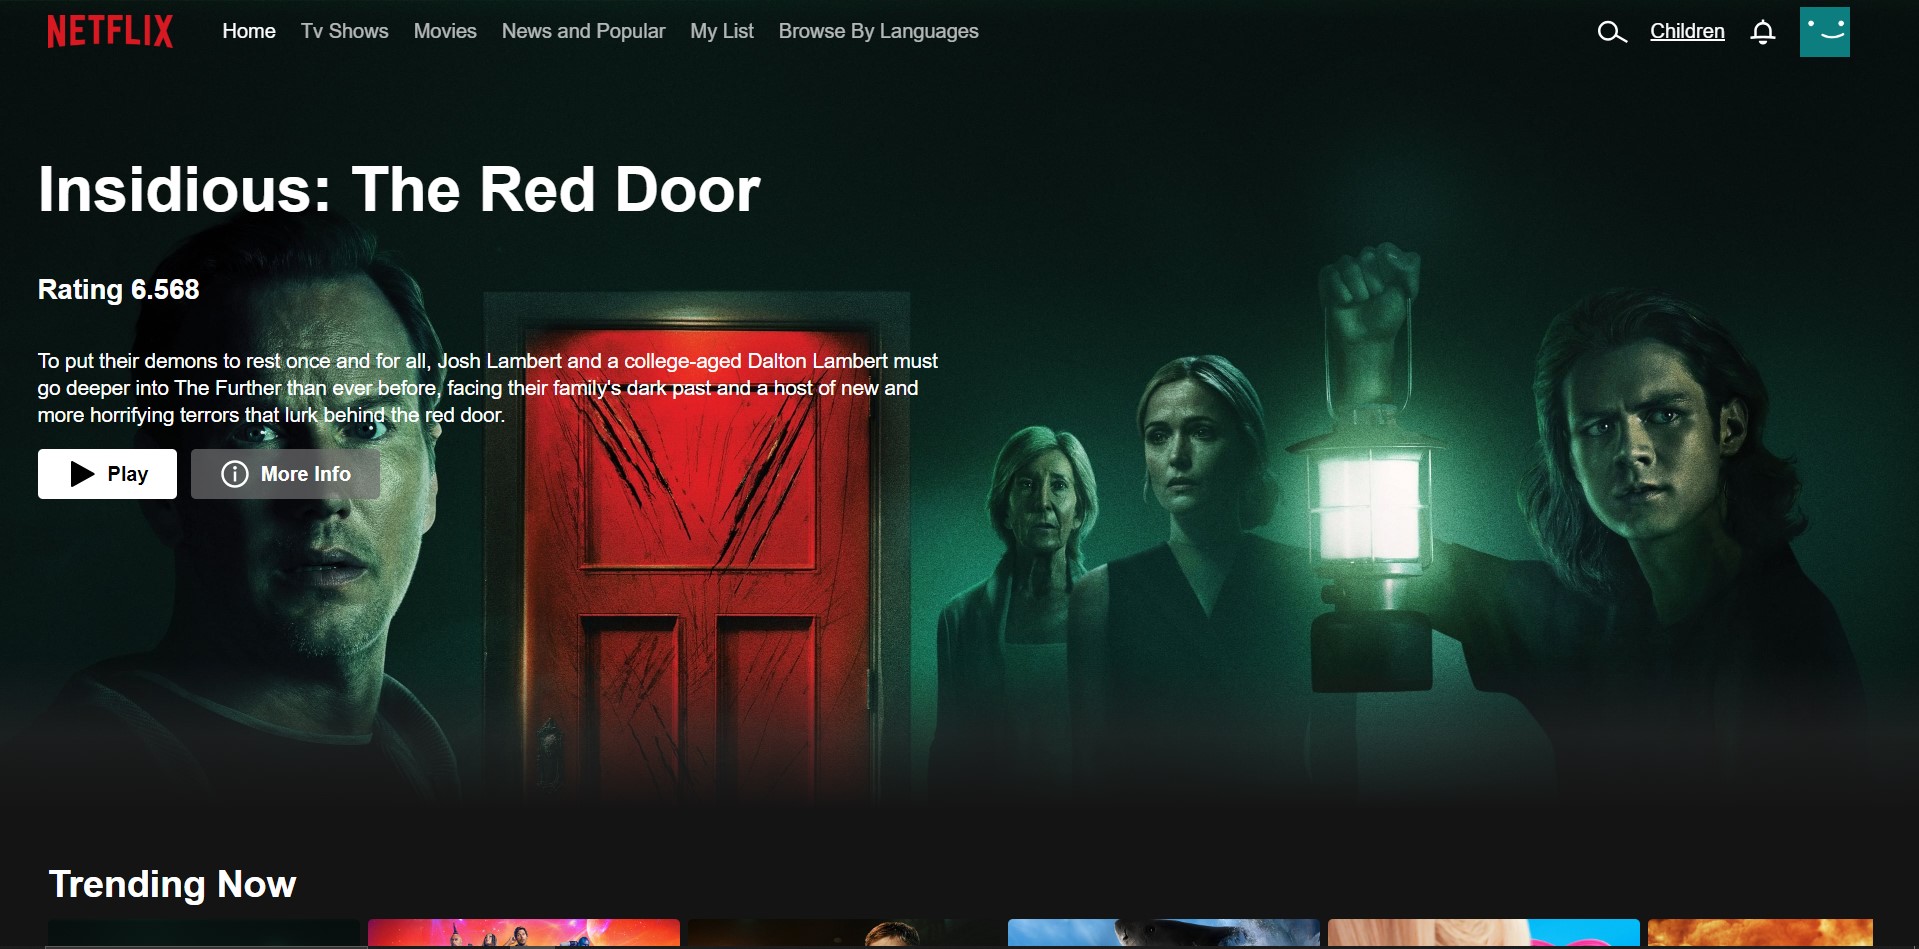 NETFLIX
Home Tv Shows Movies News and Popular My List Browse By Languages
Children
Insidious: The Red Door
Rating 6.568
To put their demons to rest once and for all, Josh Lambert and a college-aged Dalton Lambert must
go deeper into The Further than ever before, facing their family's dark past and a host of new and
more horrifying terrors that lurk behind the red door.
Play
More Info
Trending Now